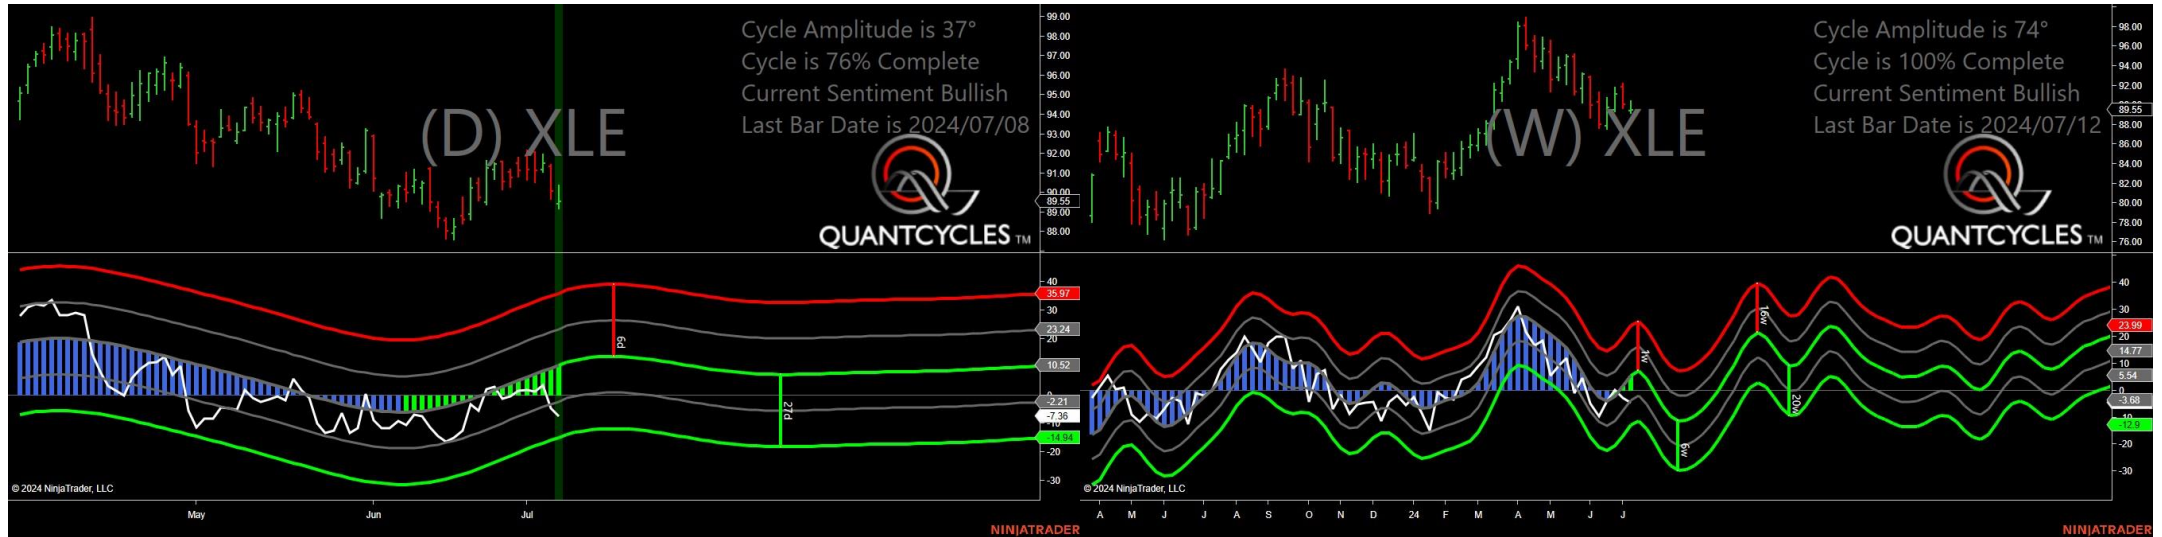 Cycle Amplitude is 37°
Cycle is 76% Complete
Current Sentiment Bullish
Last Bar Date is 2024/07/08
(D) XLE
QUANTCYCLES TM
99.00
98.00
97.00
96.00
95.00
94.00
93.00
92.00
91.00
90.00
89.55
89.00
88.00
6d
27d
40
35.97
30
23.24
20
10.52
0
-2.21
-7.36
-10
-14.94
-20
-30
© 2024 NinjaTrader, LLC
May
Jun
Jul
NINJATRADER
Cycle Amplitude is 74°
Cycle is 100% Complete
Current Sentiment Bullish
Last Bar Date is 2024/07/12
(W) XLE
QUANTCYCLES TM
98.00
96.00
94.00
92.00
89.55
88.00
86.00
84.00
82.00
80.00
78.00
76.00
1w
6w
16w
20w
40
30
23.99
20
14.77
10
5.54
0
-3.68
-10
-12.9
-20
-30
© 2024 NinjaTrader, LLC
A
M
J
J
A
S
O
N
D
24
M
A
M
J
J
NINJATRADER